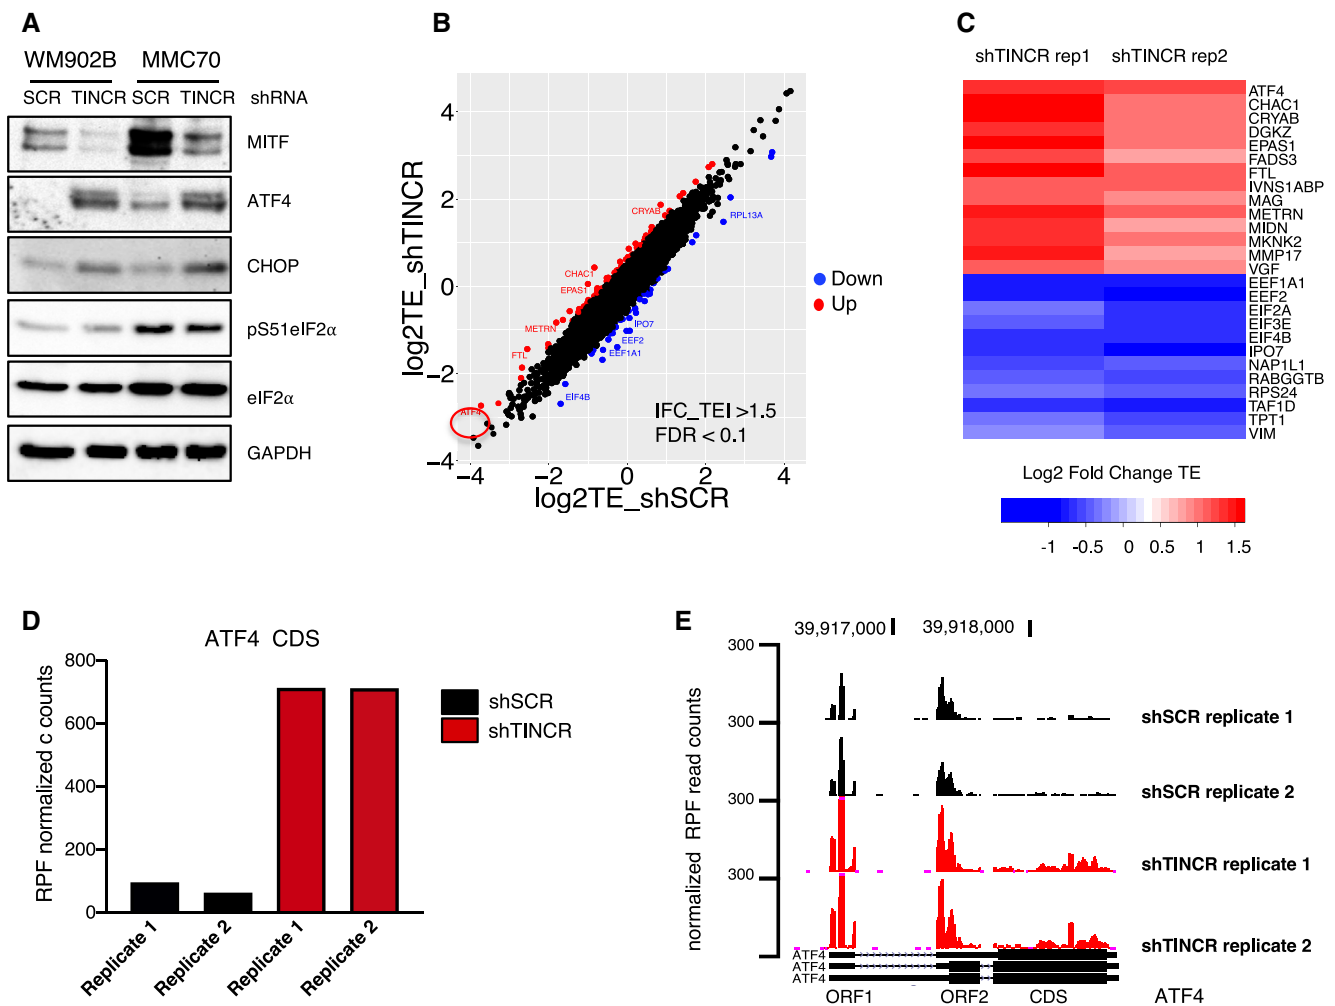 A
WM902B MMC70
SCR TINCR SCR TINCR shRNA
MITF
ATF4
CHOP
pS51eIF2α
eIF2α
GAPDH
B
log2TE_shTINCR
4
2
0
−2
−4
−4 −2 0 2 4
log2TE_shSCR
CRYAB
RPL13A
CHAC1
EPAS1
METRN
IPO7
EEF2
EEF1A1
FTL
EIF4B
ATF4
IFC_TEI >1.5
FDR < 0.1
Down
Up
C
shTINCR rep1 shTINCR rep2
ATF4
CHAC1
CRYAB
DGKZ
EPAS1
FADS3
FTL
IVNS1ABP
MAG
METRN
MIDN
MKNK2
MMP17
VGF
EEF1A1
EEF2
EIF2A
EIF3E
EIF4B
IPO7
NAP1L1
RABGGTB
RPS24
TAF1D
TPT1
VIM
Log2 Fold Change TE
-1 -0.5 0 0.5 1 1.5
D
ATF4 CDS
RPF normalized c counts
800
600
400
200
0
Replicate 1 Replicate 2 Replicate 1 Replicate 2
shSCR
shTINCR
E
39,917,000 39,918,000
normalized RPF read counts
300
300
300
300
shSCR replicate 1
shSCR replicate 2
shTINCR replicate 1
shTINCR replicate 2
ATF4
ATF4
ATF4
ORF1 ORF2 CDS ATF4